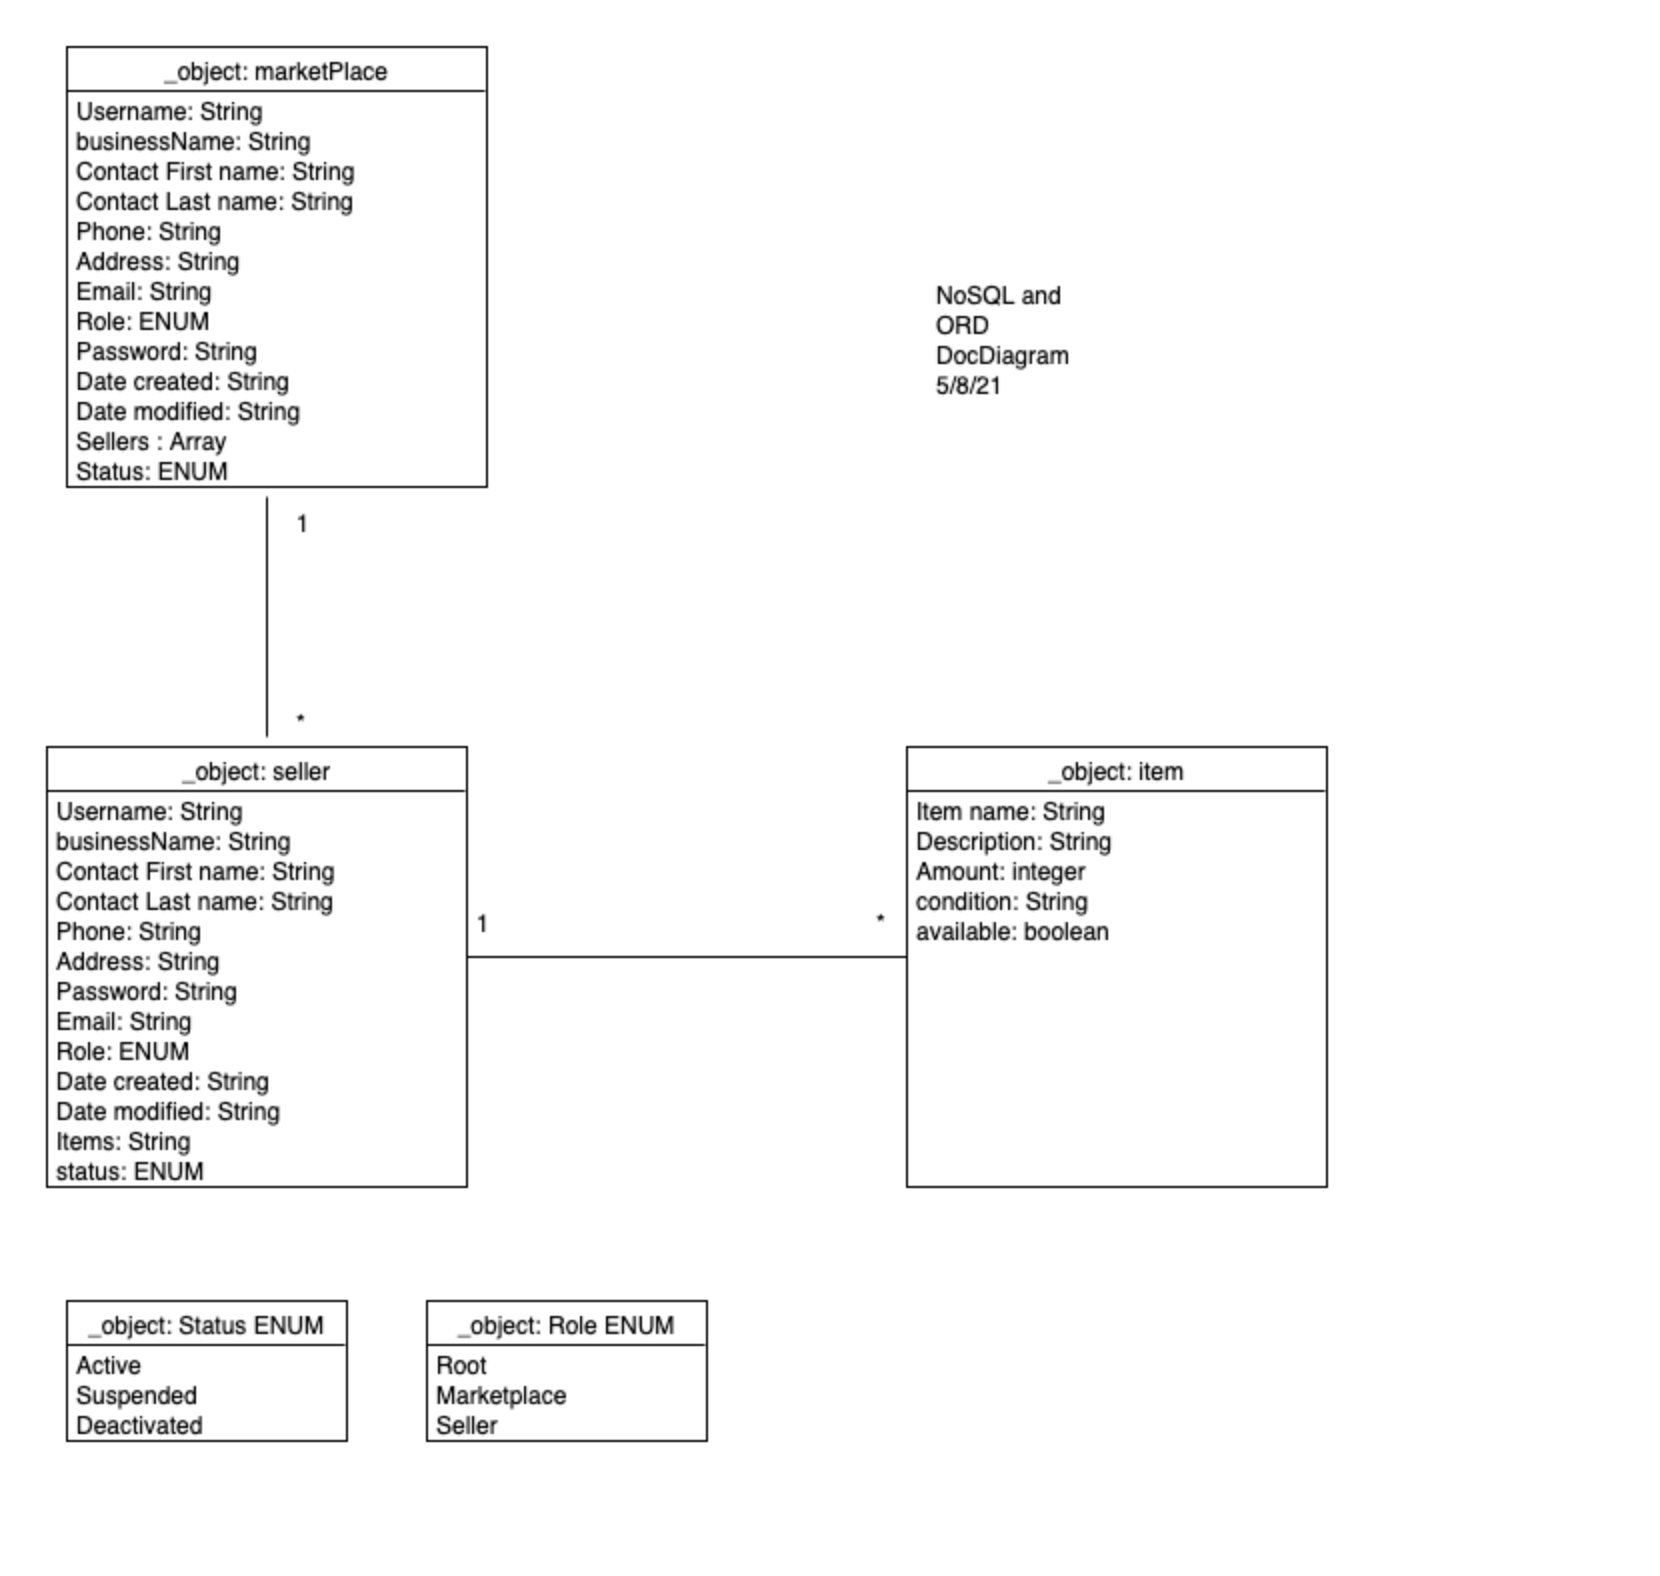 _object: marketPlace
Username: String
businessName: String
Contact First name: String
Contact Last name: String
Phone: String
Address: String
Email: String
Role: ENUM
Password: String
Date created: String
Date modified: String
Sellers : Array
Status: ENUM
NoSQL and
ORD
DocDiagram
5/8/21
1
*
_object: seller
Username: String
businessName: String
Contact First name: String
Contact Last name: String
Phone: String
Address: String
Password: String
Email: String
Role: ENUM
Date created: String
Date modified: String
Items: String
status: ENUM
1
*
_object: item
Item name: String
Description: String
Amount: integer
condition: String
available: boolean
_object: Status ENUM
Active
Suspended
Deactivated
_object: Role ENUM
Root
Marketplace
Seller